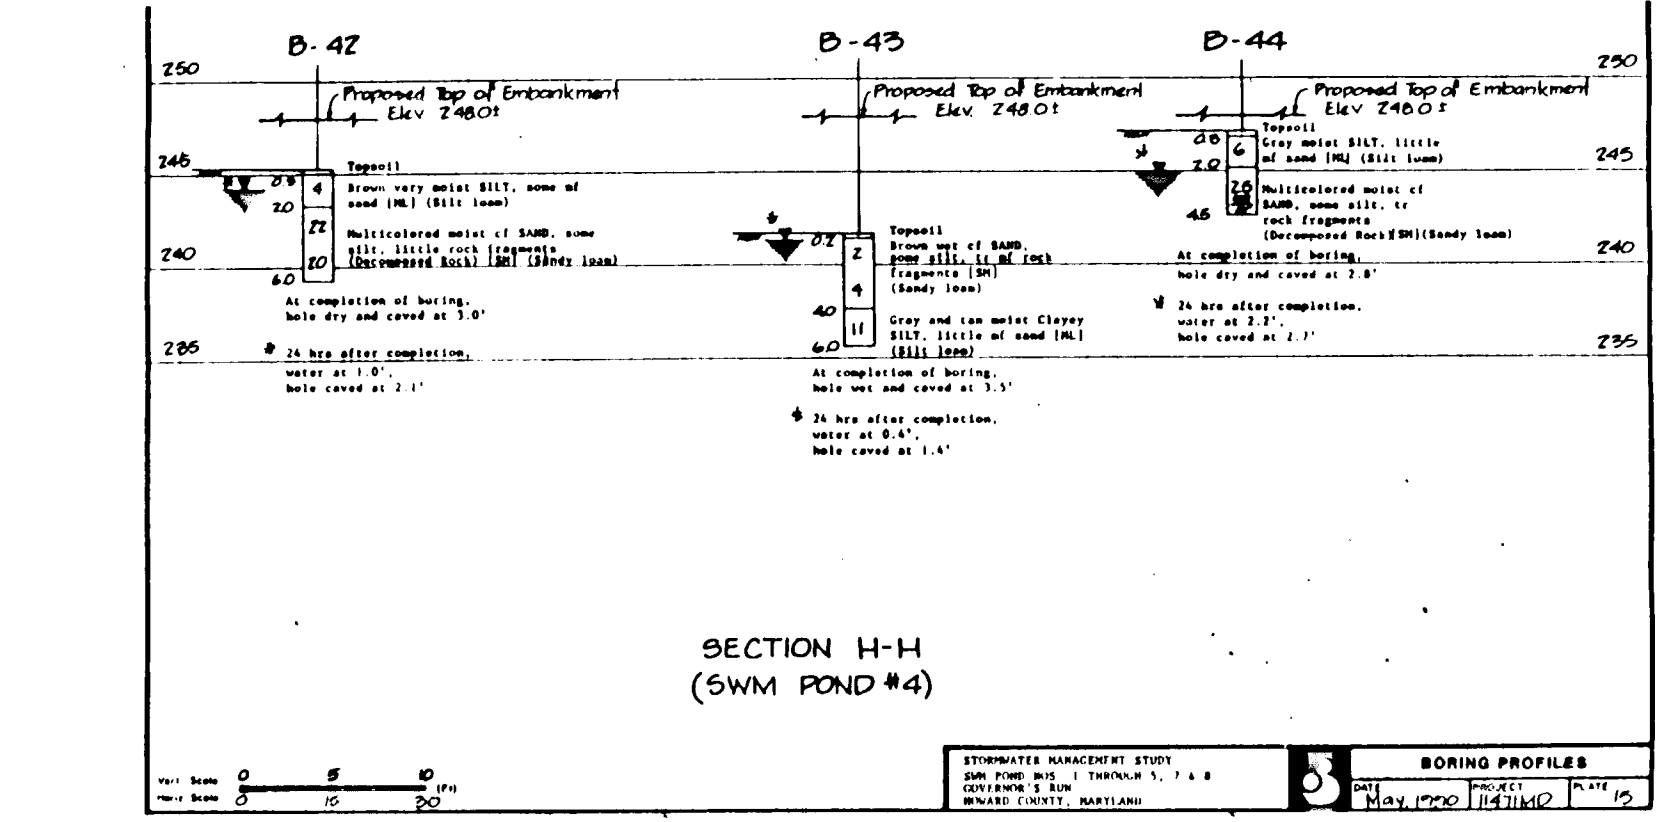 B-42
B-43
B-44
250
250
Proposed Top of Embankment
Elev 248.0±
Proposed Top of Embankment
Elev. 248.0±
Proposed Top of Embankment
Elev 248.0±
245
245
0.3
2.0
6.0
4
22
20
Topsoil
Brown very moist SILT, some mf
sand [ML] (Silt loam)
Multicolored moist cf SAND, some
silt, little rock fragments
(Decomposed Rock) [SM] (Sandy loam)
At completion of boring,
hole dry and caved at 3.0'
* 24 hrs after completion,
water at 1.0',
hole caved at 2.1'
*
0.2
4.0
6.0
2
4
11
Topsoil
Brown wet cf SAND,
some silt, tr mf rock
fragments [SM]
(Sandy loam)
Gray and tan moist Clayey
SILT, little mf sand [ML]
(Silt loam)
At completion of boring,
hole wet and caved at 3.5'
* 24 hrs after completion,
water at 0.4',
hole caved at 1.4'
*
2.0
4.5
6
Topsoil
Gray moist SILT, little
mf sand [ML] (Silt loam)
Multicolored moist cf
SAND, some silt, tr
rock fragments
(Decomposed Rock)[SM](Sandy loam)
At completion of boring,
hole dry and caved at 2.8'
* 24 hrs after completion,
water at 2.2',
hole caved at 2.7'
240
240
235
235
SECTION H-H
(SWM POND #4)
Vert Scale 0 5 10
(Ft)
Horiz Scale 0 15 30
STORMWATER MANAGEMENT STUDY
SWM POND NOS. 1 THROUGH 5, 7 & 8
GOVERNOR'S RUN
HOWARD COUNTY, MARYLAND
BORING PROFILES
DATE May, 1990
PROJECT 11471MD
PLATE 15